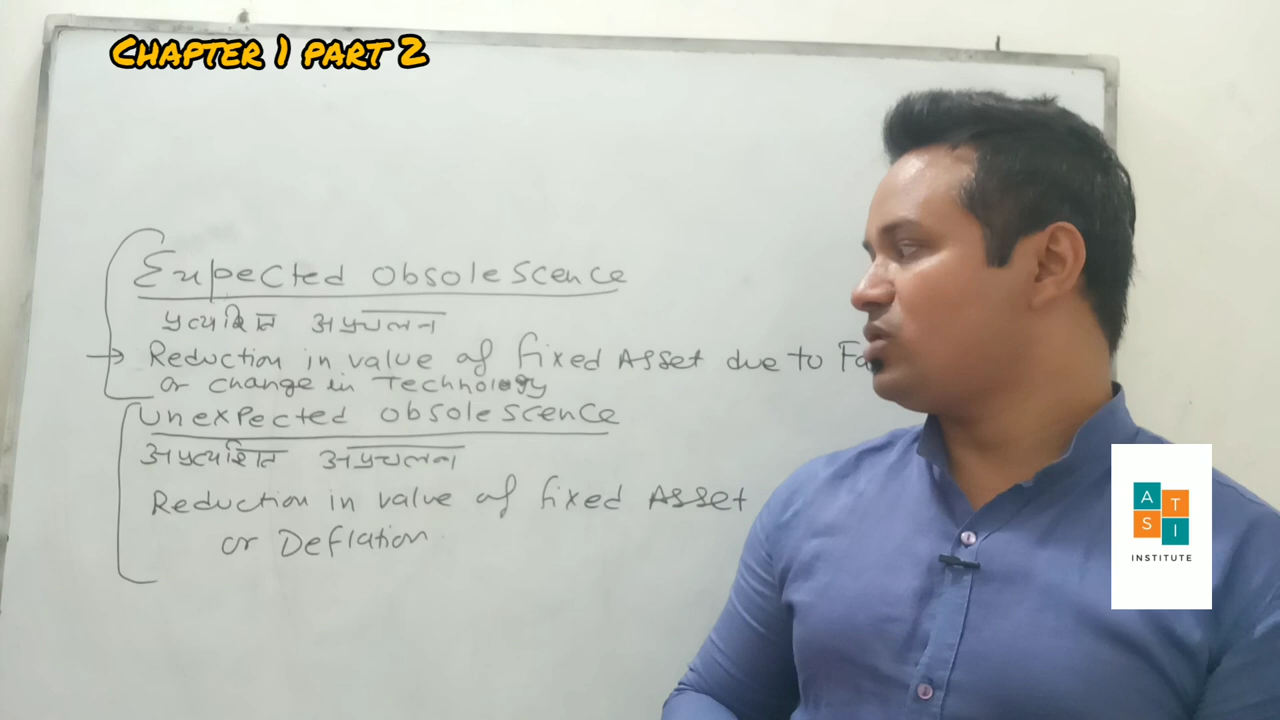 CHAPTER 1 PART 2
Expected Obsolescence
प्रत्याशित अप्रचलन
→ Reduction in value of fixed Asset due to
or change in Technology
Unexpected Obsolescence
अप्रत्याशित अप्रचलन
Reduction in value of fixed Asset
or Deflation
A T
S I
INSTITUTE